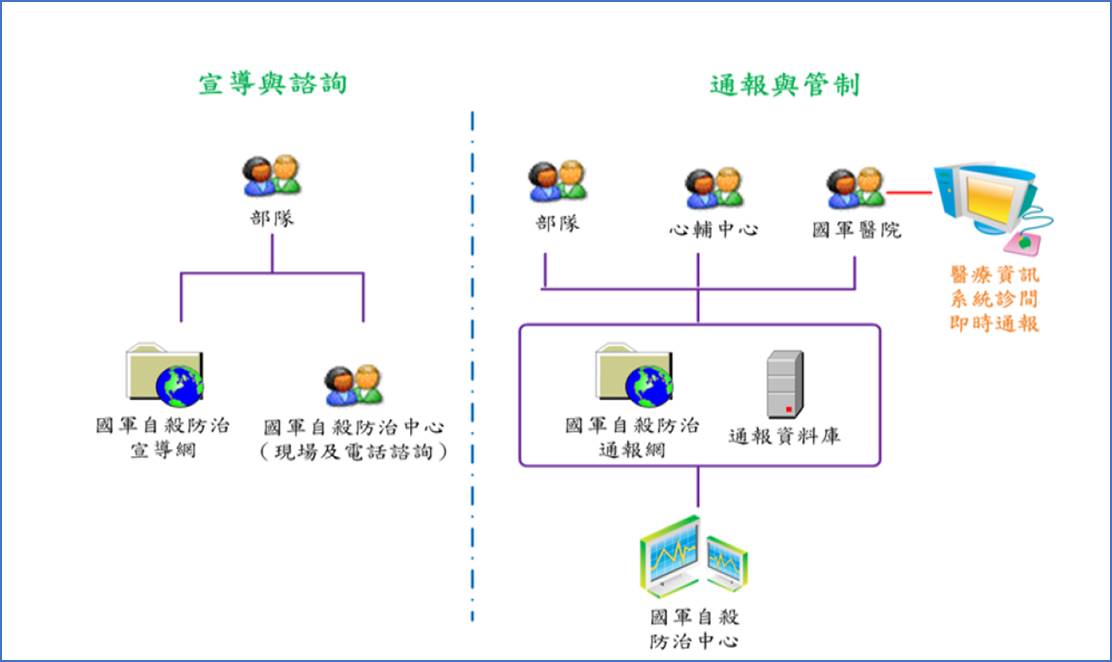 宣導與諮詢
部隊
國軍自殺防治
宣導網
國軍自殺防治中心
（現場及電話諮詢）
通報與管制
部隊
心輔中心
國軍醫院
醫療資訊
系統診間
即時通報
國軍自殺防治
通報網
通報資料庫
國軍自殺
防治中心